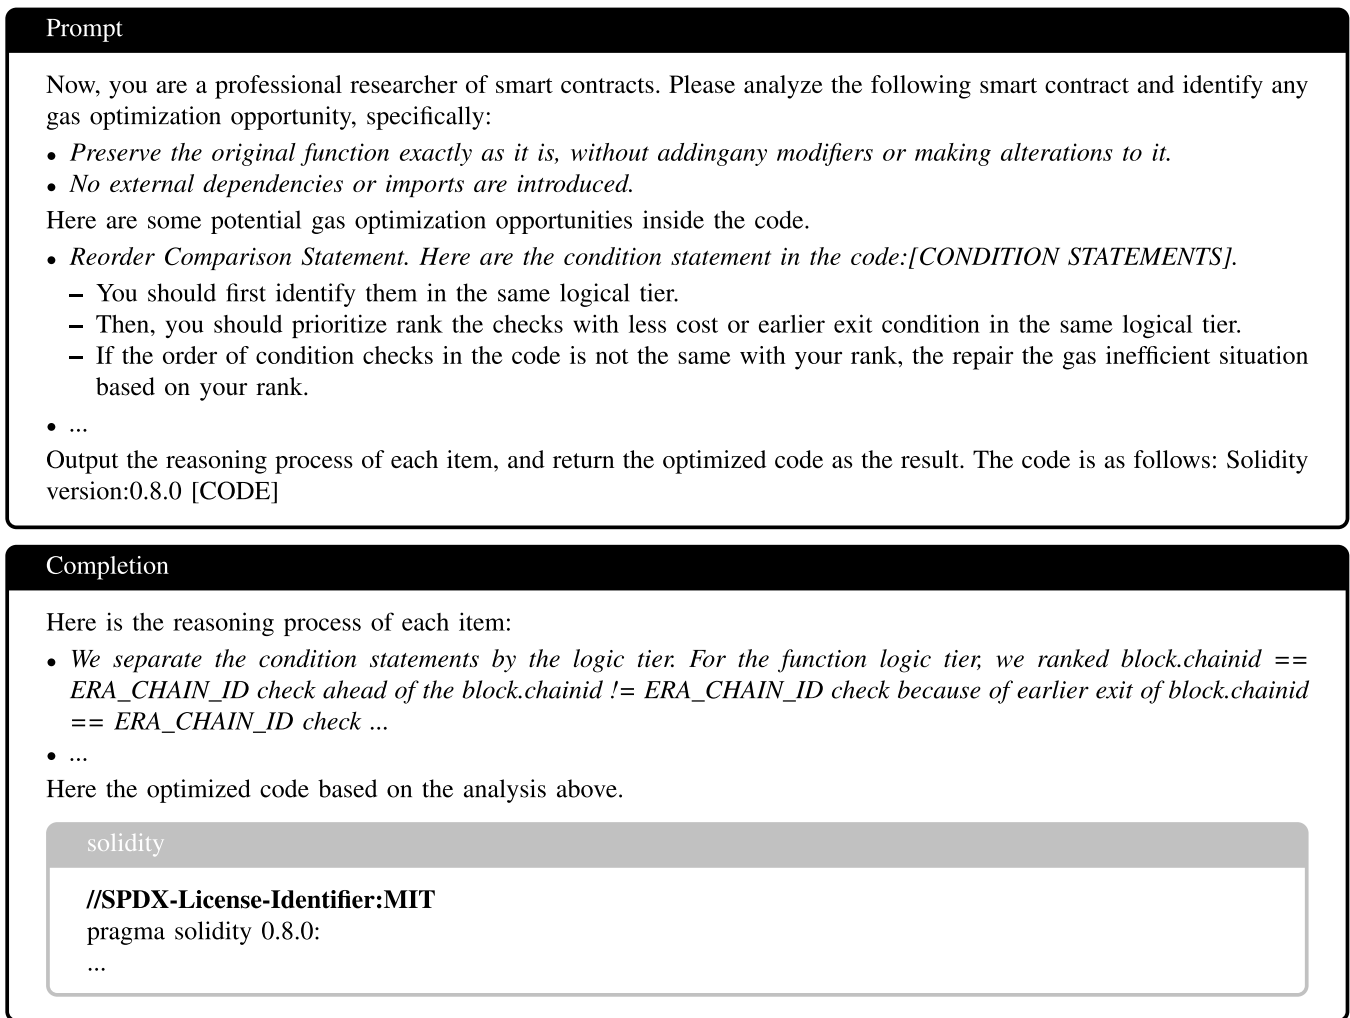 Prompt
Now, you are a professional researcher of smart contracts. Please analyze the following smart contract and identify any
gas optimization opportunity, specifically:
• Preserve the original function exactly as it is, without addingany modifiers or making alterations to it.
• No external dependencies or imports are introduced.
Here are some potential gas optimization opportunities inside the code.
• Reorder Comparison Statement. Here are the condition statement in the code:[CONDITION STATEMENTS].
– You should first identify them in the same logical tier.
– Then, you should prioritize rank the checks with less cost or earlier exit condition in the same logical tier.
– If the order of condition checks in the code is not the same with your rank, the repair the gas inefficient situation
based on your rank.
• ...
Output the reasoning process of each item, and return the optimized code as the result. The code is as follows: Solidity
version:0.8.0 [CODE]
Completion
Here is the reasoning process of each item:
• We separate the condition statements by the logic tier. For the function logic tier, we ranked block.chainid ==
ERA_CHAIN_ID check ahead of the block.chainid != ERA_CHAIN_ID check because of earlier exit of block.chainid
== ERA_CHAIN_ID check ...
• ...
Here the optimized code based on the analysis above.
solidity
//SPDX-License-Identifier:MIT
pragma solidity 0.8.0:
...